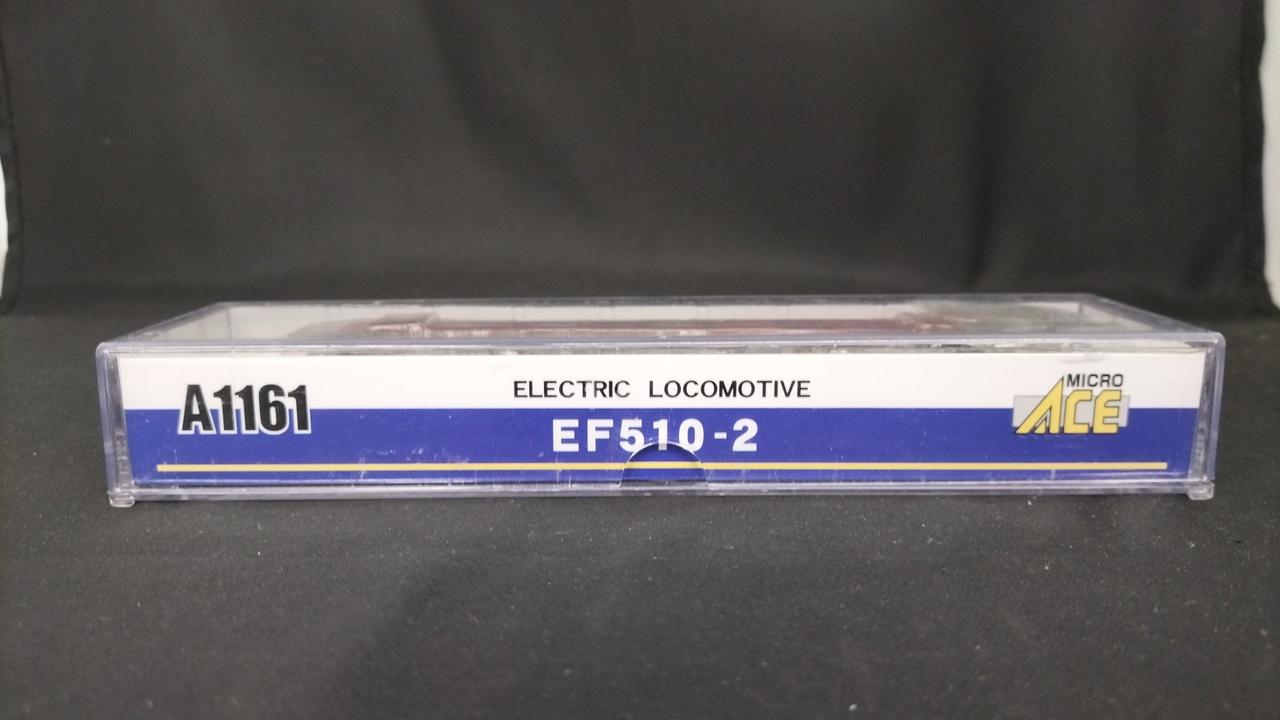 A1161
ELECTRIC LOCOMOTIVE
EF510-2
MICRO
ACE